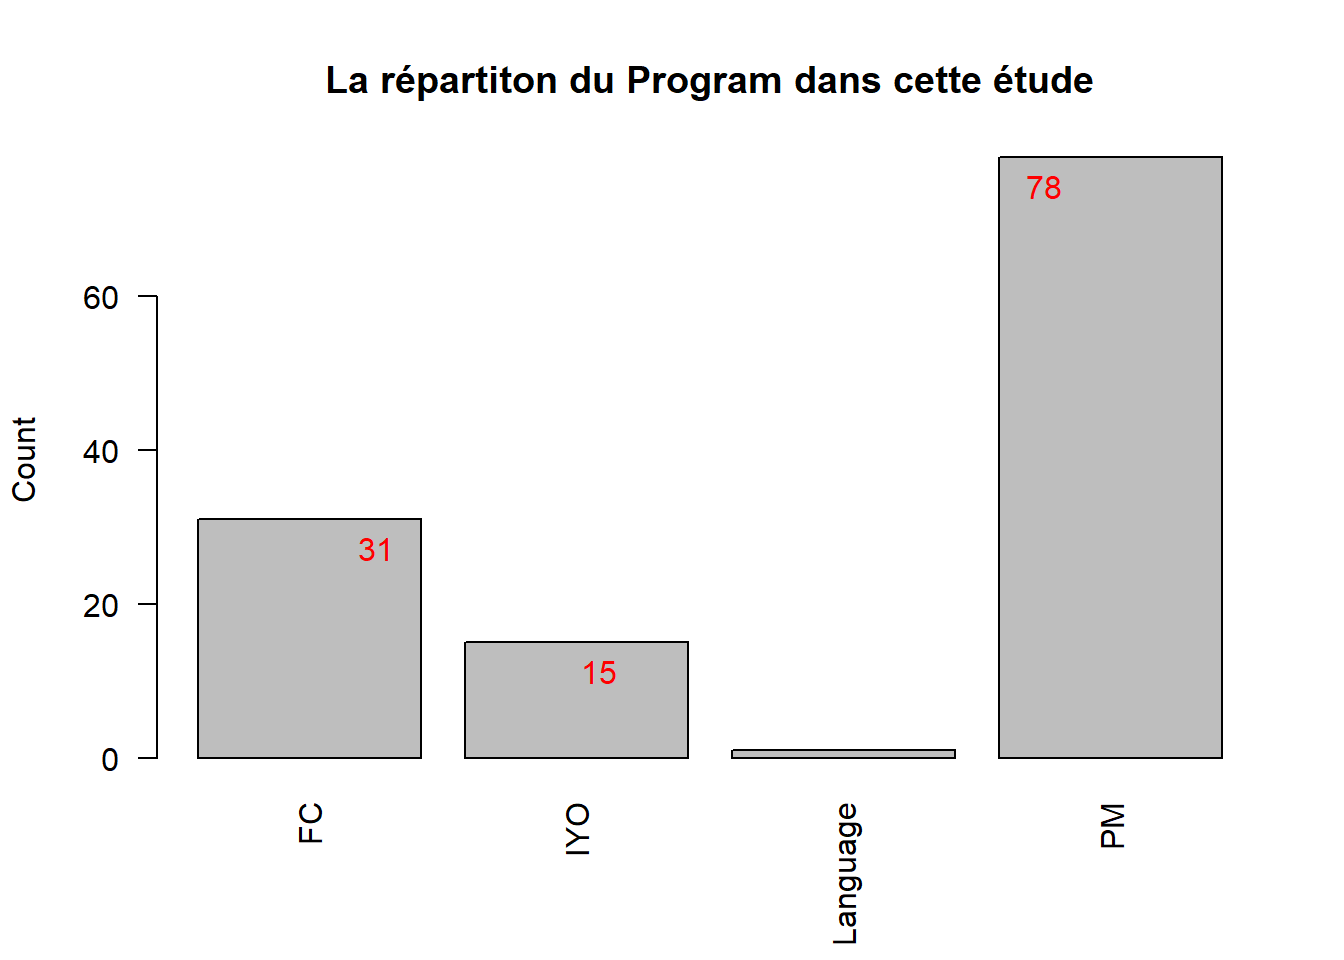 La répartiton du Program dans cette étude
Count
60
40
20
0
31
15
78
FC
IYO
Language
PM